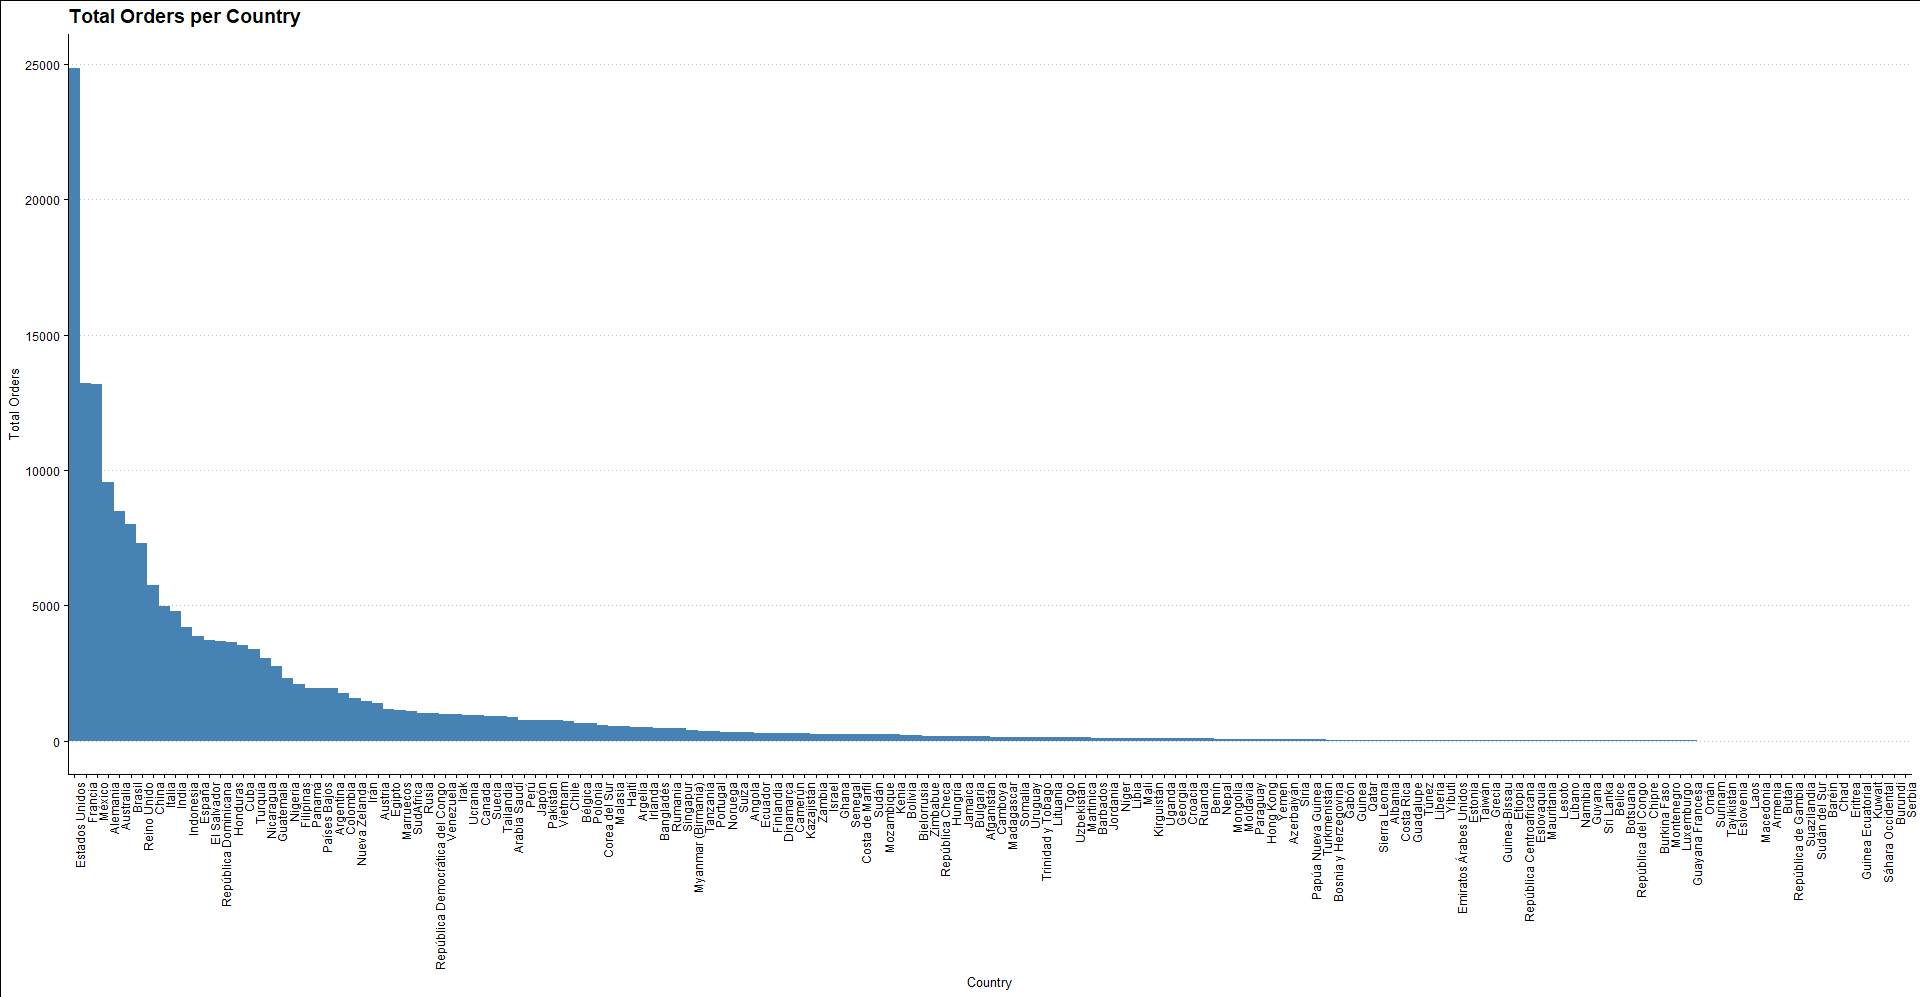 Total Orders per Country
25000
20000
15000
10000
5000
0
Total Orders
Estados Unidos
Francia
México
Alemania
Australia
Brasil
Reino Unido
China
Italia
India
Indonesia
España
El Salvador
República Dominicana
Honduras
Cuba
Turquía
Nicaragua
Guatemala
Nigeria
Filipinas
Panamá
Países Bajos
Argentina
Colombia
Nueva Zelanda
Irán
Austria
Egipto
Marruecos
SudAfrica
Rusia
República Democrática del Congo
Venezuela
Irak
Ucrania
Canada
Suecia
Tailandia
Arabia Saudí
Perú
Japón
Pakistán
Vietnam
Chile
Bélgica
Polonia
Corea del Sur
Malasia
Haití
Argelia
Irlanda
Bangladés
Rumania
Singapur
Myanmar (Birmania)
Tanzania
Portugal
Noruega
Suiza
Angola
Ecuador
Finlandia
Dinamarca
Camerún
Kazajistán
Zambia
Israel
Ghana
Senegal
Costa de Marfil
Sudán
Mozambique
Kenia
Bolivia
Bielorrusia
Zimbabue
República Checa
Hungría
Jamaica
Bulgaria
Afganistán
Camboya
Madagascar
Somalia
Uruguay
Trinidad y Tobago
Lituania
Togo
Uzbekistán
Martinica
Barbados
Jordania
Níger
Libia
Mali
Kirguistán
Uganda
Georgia
Croacia
Ruanda
Benín
Nepal
Mongolia
Moldavia
Paraguay
Hong Kong
Yemen
Azerbaiyán
Siria
Papúa Nueva Guinea
Turkmenistán
Bosnia y Herzegovina
Gabón
Guinea
Qatar
Sierra Leona
Albania
Costa Rica
Guadalupe
Túnez
Liberia
Yibuti
Emiratos Árabes Unidos
Estonia
Taiwán
Grecia
Guinea-Bissau
Etiopía
República Centroafricana
Eslovaquia
Mauritania
Lesoto
Líbano
Namibia
Guyana
Sri Lanka
Belice
Botsuana
República del Congo
Chipre
Burkina Faso
Montenegro
Luxemburgo
Guayana Francesa
Omán
Surinam
Tayikistán
Eslovenia
Laos
Macedonia
Armenia
Bután
República de Gambia
Suazilandia
Sudán del Sur
Baréin
Chad
Eritrea
Guinea Ecuatorial
Kuwait
Sáhara Occidental
Burundi
Serbia
Country